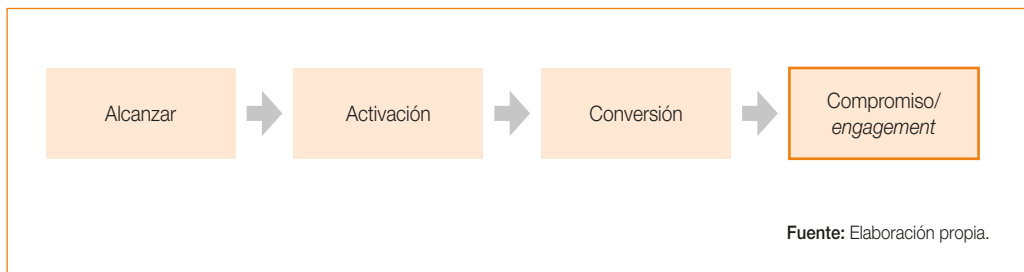 Alcanzar
Activación
Conversión
Compromiso/
engagement
Fuente: Elaboración propia.